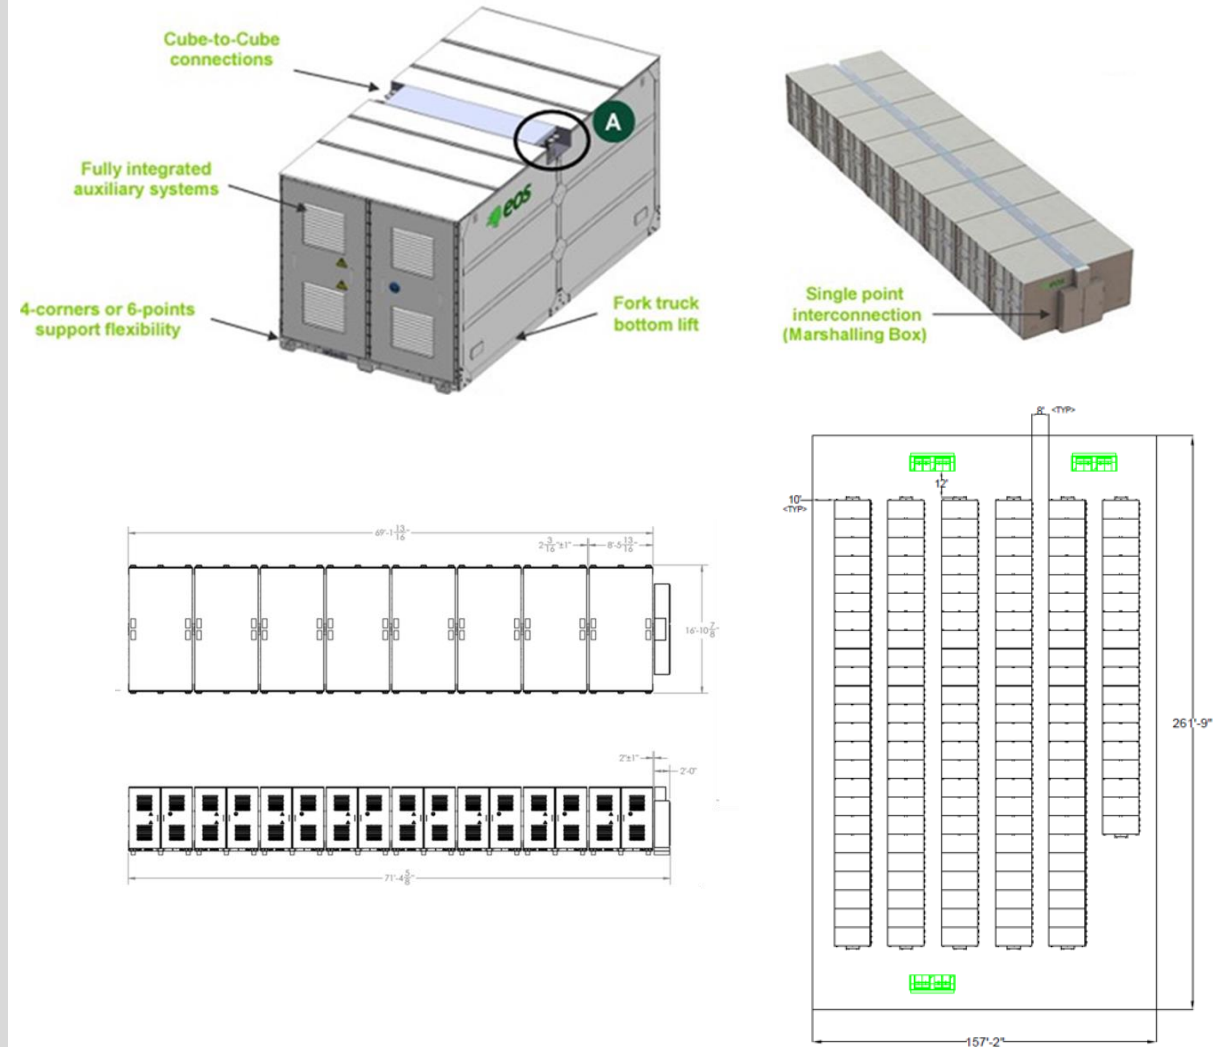 Cube-to-Cube
connections
A
Fully integrated
auxiliary systems
eos
4-corners or 6-points
support flexibility
Fork truck
bottom lift
Single point
interconnection
(Marshalling Box)
8' <TYP>
12'
10'
<TYP>
261'-9"
157'-2"
69'-1 13/16"
2 3/16"±1"
8'-5 13/16"
16'-10 7/8"
2"±1"
2'-0"
71'-4 5/8"